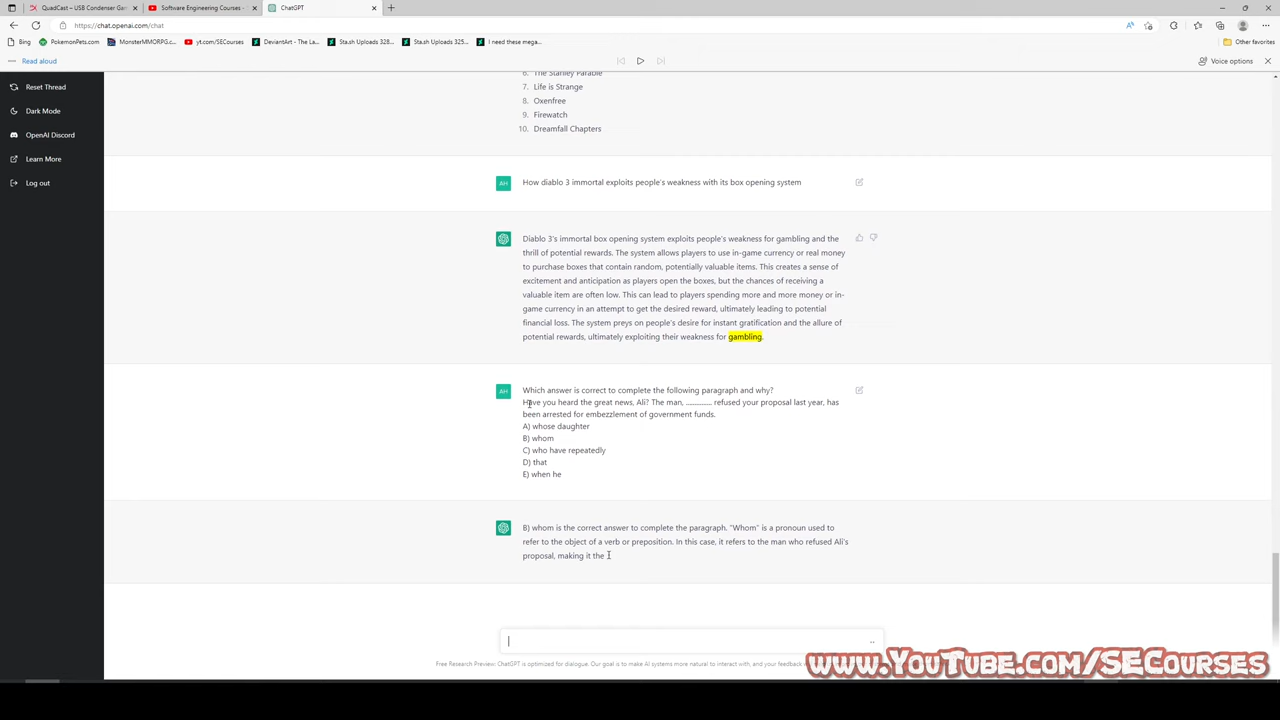 QuadCast – USB Condenser Gam
Software Engineering Courses -
ChatGPT
https://chat.openai.com/chat
Bing
PokemonPets.com
MonsterMMORPG.c...
yt.com/SECourses
DeviantArt - The La...
Sta.sh Uploads 328...
Sta.sh Uploads 325...
I need these mega...
Other favorites
Read aloud
Voice options
Reset Thread
Dark Mode
OpenAI Discord
Learn More
Log out
6. The Stanley Parable
7. Life is Strange
8. Oxenfree
9. Firewatch
10. Dreamfall Chapters
AH
How diablo 3 immortal exploits people's weakness with its box opening system
Diablo 3's immortal box opening system exploits people's weakness for gambling and the
thrill of potential rewards. The system allows players to use in-game currency or real money
to purchase boxes that contain random, potentially valuable items. This creates a sense of
excitement and anticipation as players open the boxes, but the chances of receiving a
valuable item are often low. This can lead to players spending more and more money or in-
game currency in an attempt to get the desired reward, ultimately leading to potential
financial loss. The system preys on people's desire for instant gratification and the allure of
potential rewards, ultimately exploiting their weakness for gambling.
AH
Which answer is correct to complete the following paragraph and why?
Have you heard the great news, Ali? The man, .............. refused your proposal last year, has
been arrested for embezzlement of government funds.
A) whose daughter
B) whom
C) who have repeatedly
D) that
E) when he
B) whom is the correct answer to complete the paragraph. "Whom" is a pronoun used to
refer to the object of a verb or preposition. In this case, it refers to the man who refused Ali's
proposal, making it the
Free Research Preview: ChatGPT is optimized for dialogue. Our goal is to make AI systems more natural to interact with, and your feedback
www.YouTube.com/SECourses